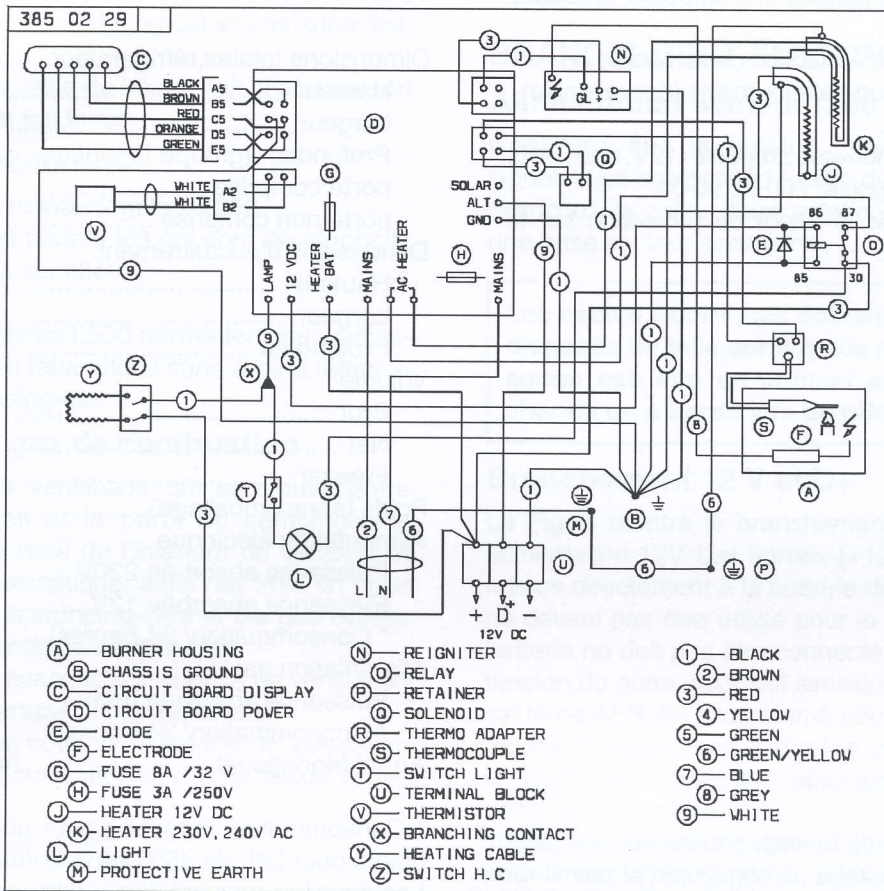 385 02 29
BLACK A5
BROWN B5
RED C5
ORANGE D5
GREEN E5
WHITE A2
WHITE B2
C
D
G
V
LAMP
12 VDC
HEATER
+ BAT
MAINS
AC HEATER
MAINS
SOLAR
ALT
GND
H
N
GL + -
Q
K
J
E
O
86 87
85 30
R
S
F
A
Y
Z
X
T
L
L N
M
B
P
U
D+ + -
12V DC
A BURNER HOUSING
B CHASSIS GROUND
C CIRCUIT BOARD DISPLAY
D CIRCUIT BOARD POWER
E DIODE
F ELECTRODE
G FUSE 8A /32 V
H FUSE 3A /250V
J HEATER 12V DC
K HEATER 230V, 240V AC
L LIGHT
M PROTECTIVE EARTH
N REIGNITER
O RELAY
P RETAINER
Q SOLENOID
R THERMO ADAPTER
S THERMOCOUPLE
T SWITCH LIGHT
U TERMINAL BLOCK
V THERMISTOR
X BRANCHING CONTACT
Y HEATING CABLE
Z SWITCH H.C
1 BLACK
2 BROWN
3 RED
4 YELLOW
5 GREEN
6 GREEN/YELLOW
7 BLUE
8 GREY
9 WHITE